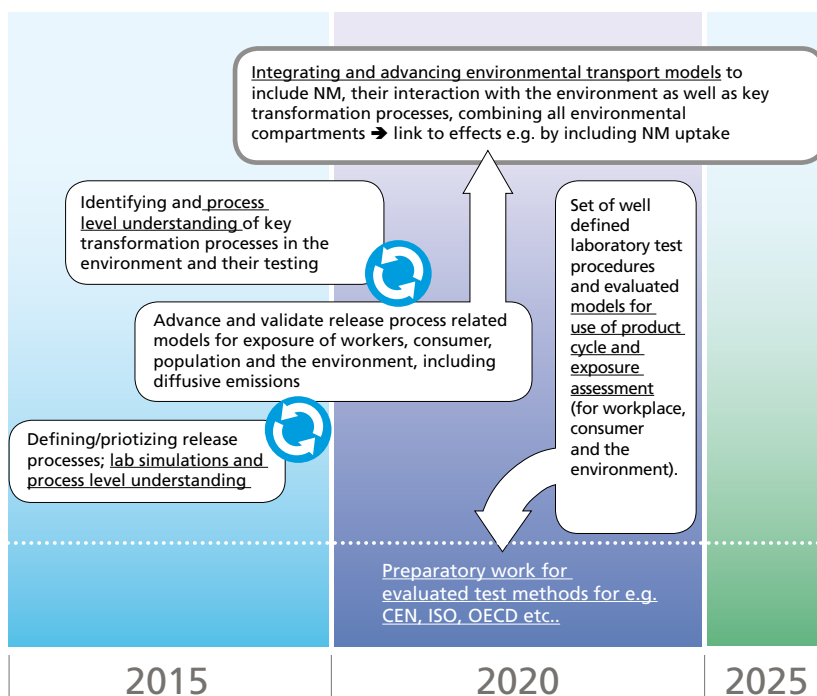 Integrating and advancing environmental transport models to
include NM, their interaction with the environment as well as key
transformation processes, combining all environmental
compartments ➔ link to effects e.g. by including NM uptake
Identifying and process
level understanding of key
transformation processes in the
environment and their testing
Set of well
defined
laboratory test
procedures
and evaluated
models for
use of product
cycle and
exposure
assessment
(for workplace,
consumer
and the
environment).
Advance and validate release process related
models for exposure of workers, consumer,
population and the environment, including
diffusive emissions
Defining/priotizing release
processes; lab simulations and
process level understanding
Preparatory work for
evaluated test methods for e.g.
CEN, ISO, OECD etc..
2015
2020
2025